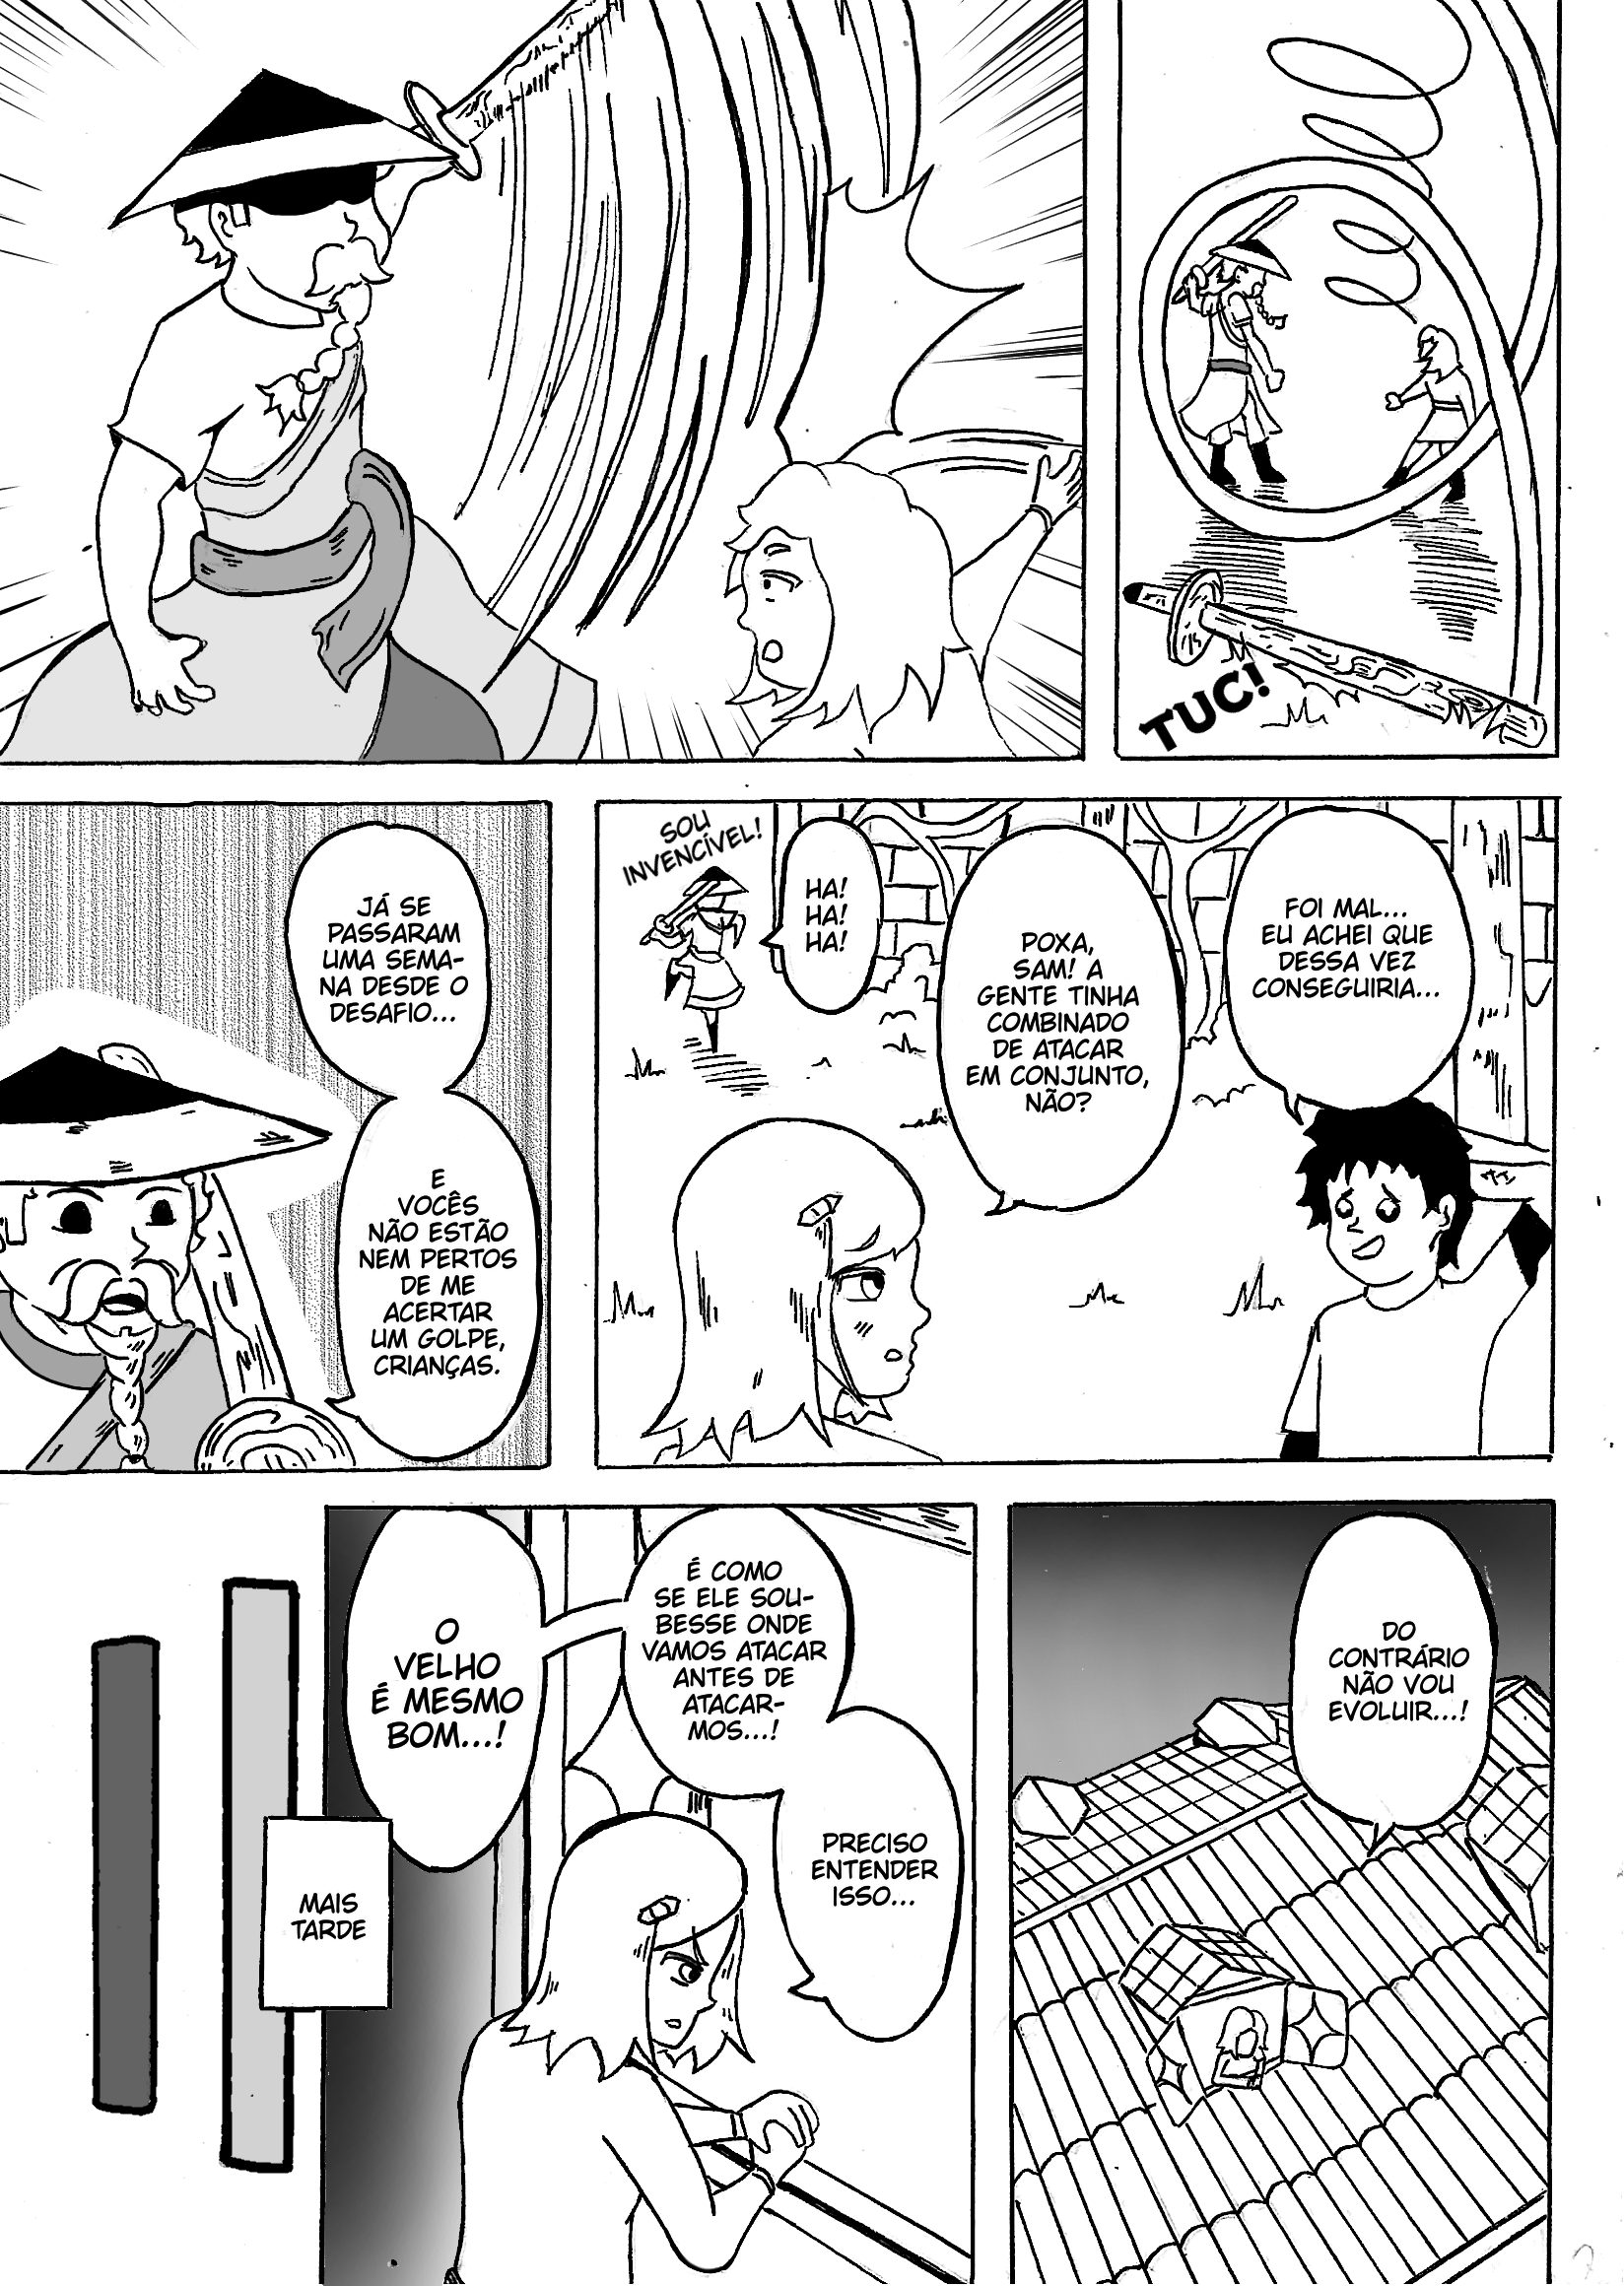 TUC!
JÁ SE
PASSARAM
UMA SEMA-
NA DESDE O
DESAFIO...
E
VOCÊS
NÃO ESTÃO
NEM PERTOS
DE ME
ACERTAR
UM GOLPE,
CRIANÇAS.
SOU
INVENCÍVEL!
HA!
HA!
HA!
POXA,
SAM! A
GENTE TINHA
COMBINADO
DE ATACAR
EM CONJUNTO,
NÃO?
FOI MAL...
EU ACHEI QUE
DESSA VEZ
CONSEGUIRIA...
MAIS
TARDE
O
VELHO
É MESMO
BOM...!
É COMO
SE ELE SOU-
BESSE ONDE
VAMOS ATACAR
ANTES DE
ATACAR-
MOS...!
PRECISO
ENTENDER
ISSO...
DO
CONTRÁRIO
NÃO VOU
EVOLUIR...!